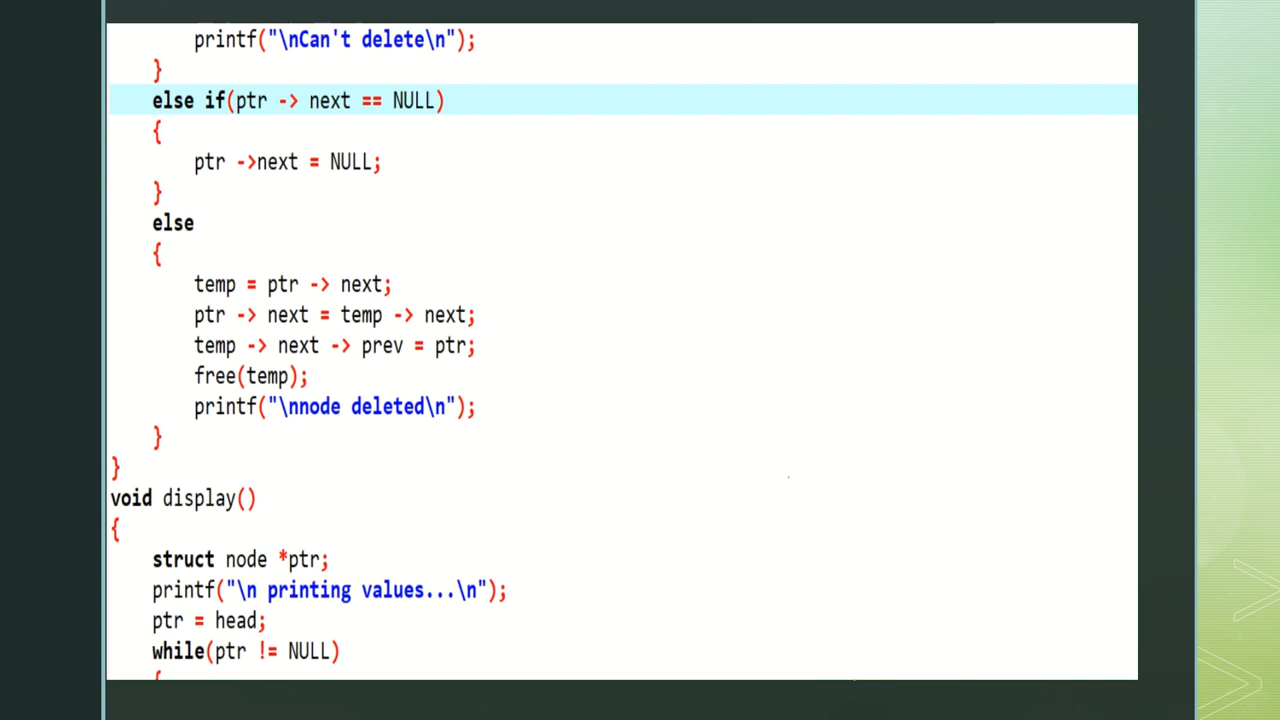 printf("\nCan't delete\n");
}
else if(ptr -> next == NULL)
{
ptr ->next = NULL;
}
else
{
temp = ptr -> next;
ptr -> next = temp -> next;
temp -> next -> prev = ptr;
free(temp);
printf("\nnode deleted\n");
}
}
void display()
{
struct node *ptr;
printf("\n printing values...\n");
ptr = head;
while(ptr != NULL)
{